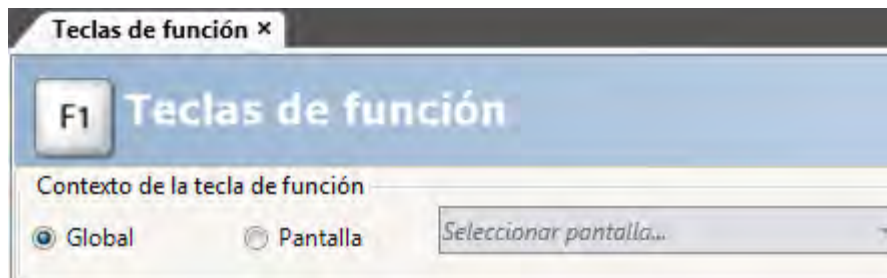 Teclas de función ×
F1 Teclas de función
Contexto de la tecla de función
Global Pantalla Seleccionar pantalla...